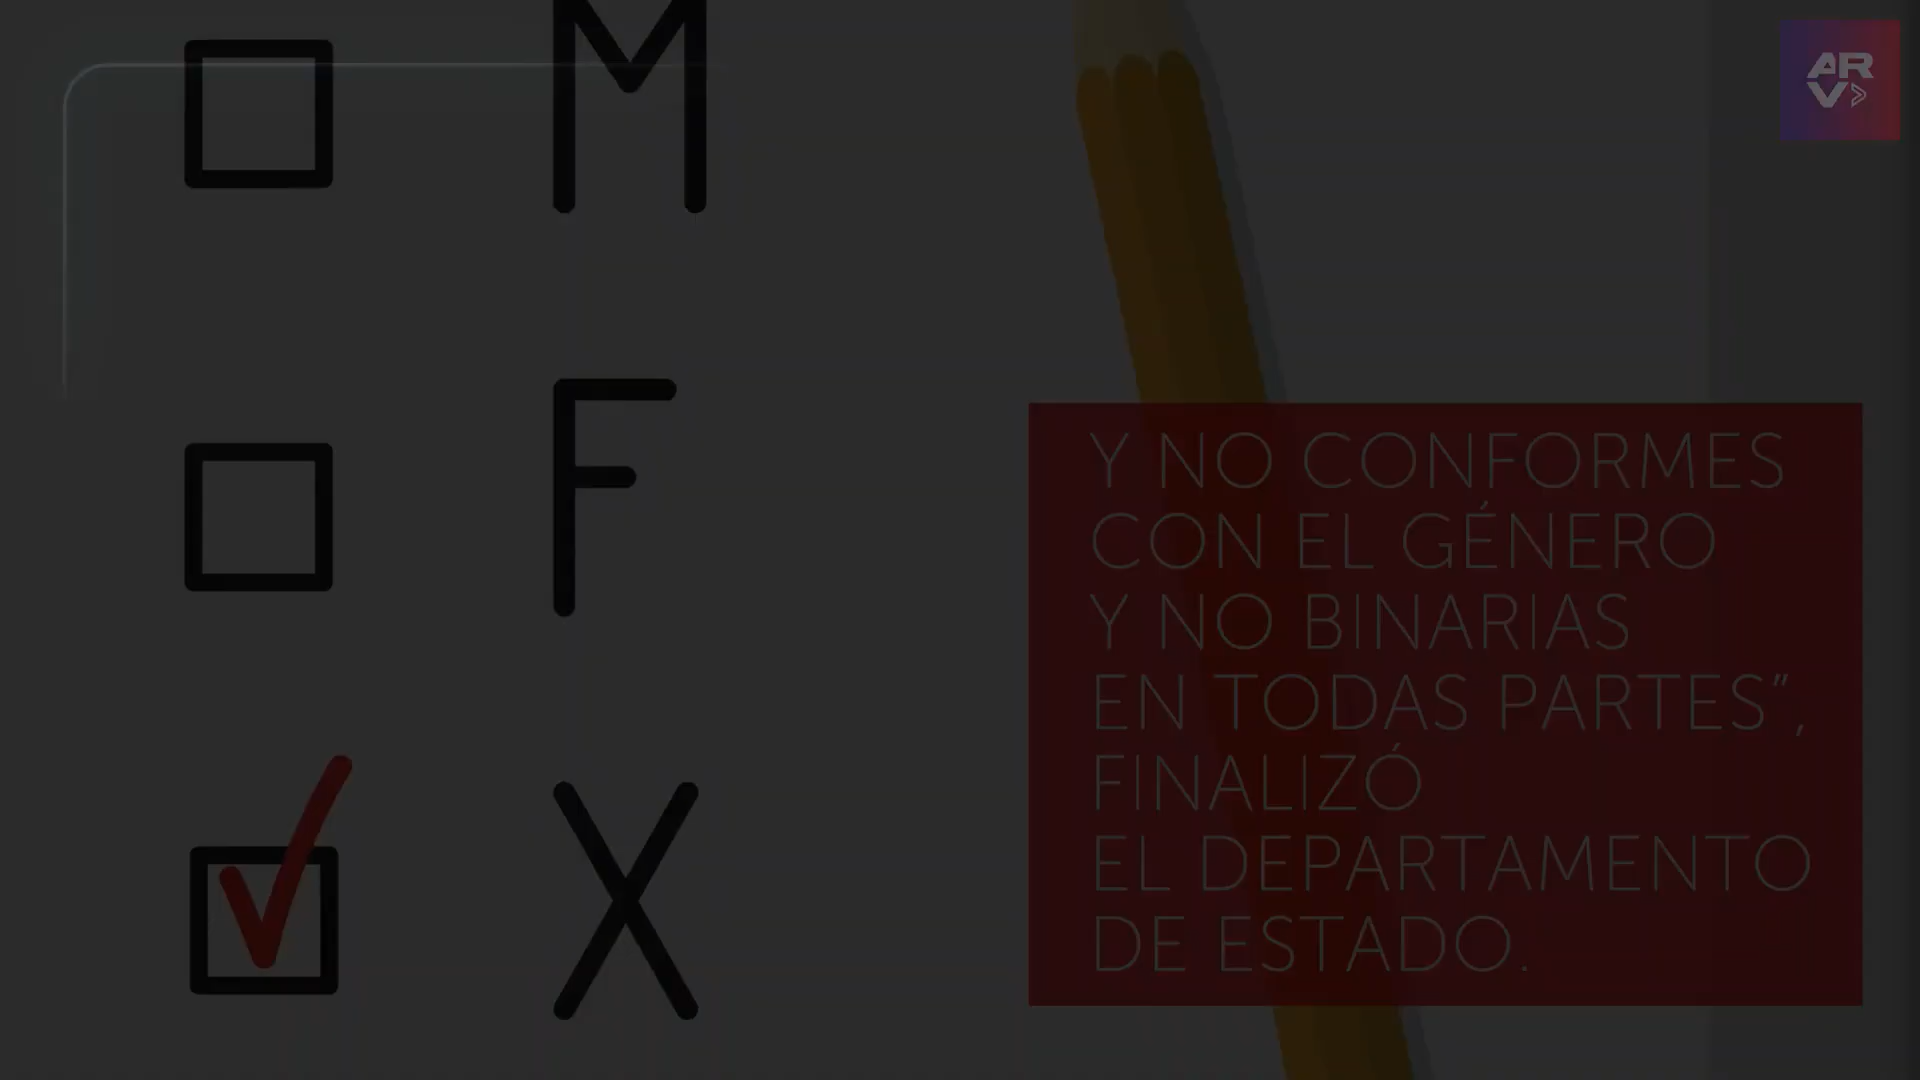 M
F
X
ARV
Y NO CONFORMES
CON EL GÉNERO
Y NO BINARIAS
EN TODAS PARTES”,
FINALIZÓ
EL DEPARTAMENTO
DE ESTADO.